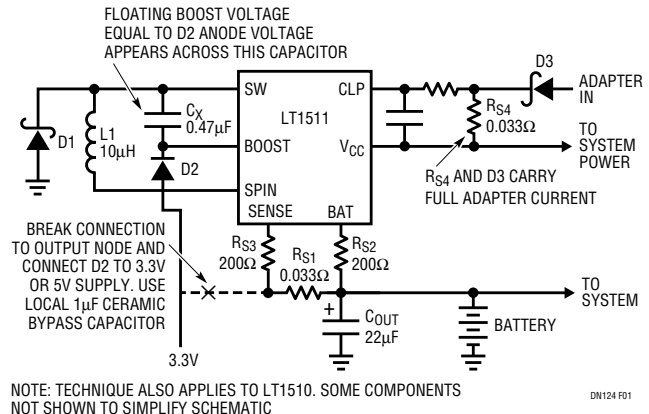 FLOATING BOOST VOLTAGE
EQUAL TO D2 ANODE VOLTAGE
APPEARS ACROSS THIS CAPACITOR
D3
SW
CLP
ADAPTER
IN
LT1511
CX
0.47µF
RS4
0.033Ω
D1
L1
10µH
BOOST
VCC
TO
SYSTEM
POWER
D2
RS4 AND D3 CARRY
FULL ADAPTER CURRENT
SPIN
SENSE
BAT
BREAK CONNECTION
TO OUTPUT NODE AND
CONNECT D2 TO 3.3V
OR 5V SUPPLY. USE
LOCAL 1µF CERAMIC
BYPASS CAPACITOR
RS3
200Ω
RS1
0.033Ω
RS2
200Ω
TO
SYSTEM
+
COUT
22µF
BATTERY
3.3V
NOTE: TECHNIQUE ALSO APPLIES TO LT1510. SOME COMPONENTS
NOT SHOWN TO SIMPLIFY SCHEMATIC
DN124 F01